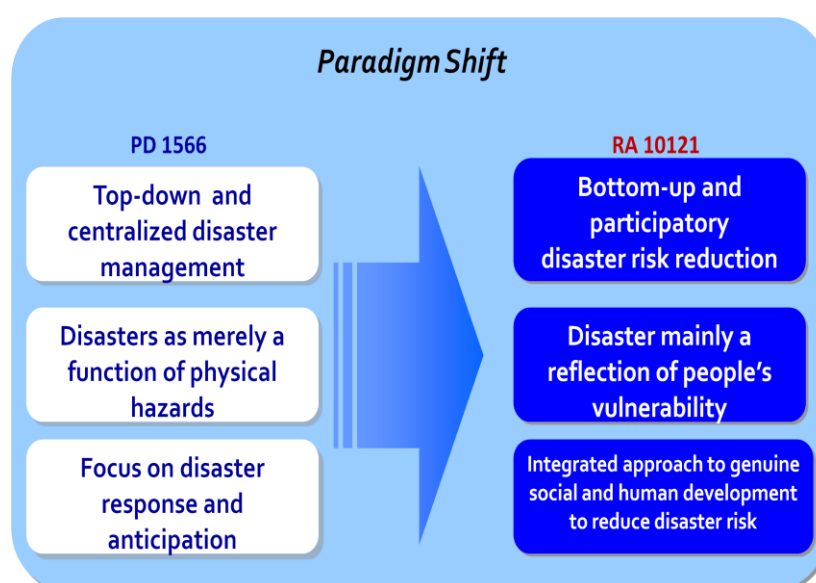 Paradigm Shift
PD 1566
Top-down and
centralized disaster
management
Disasters as merely a
function of physical
hazards
Focus on disaster
response and
anticipation
RA 10121
Bottom-up and
participatory
disaster risk reduction
Disaster mainly a
reflection of people's
vulnerability
Integrated approach to genuine
social and human development
to reduce disaster risk